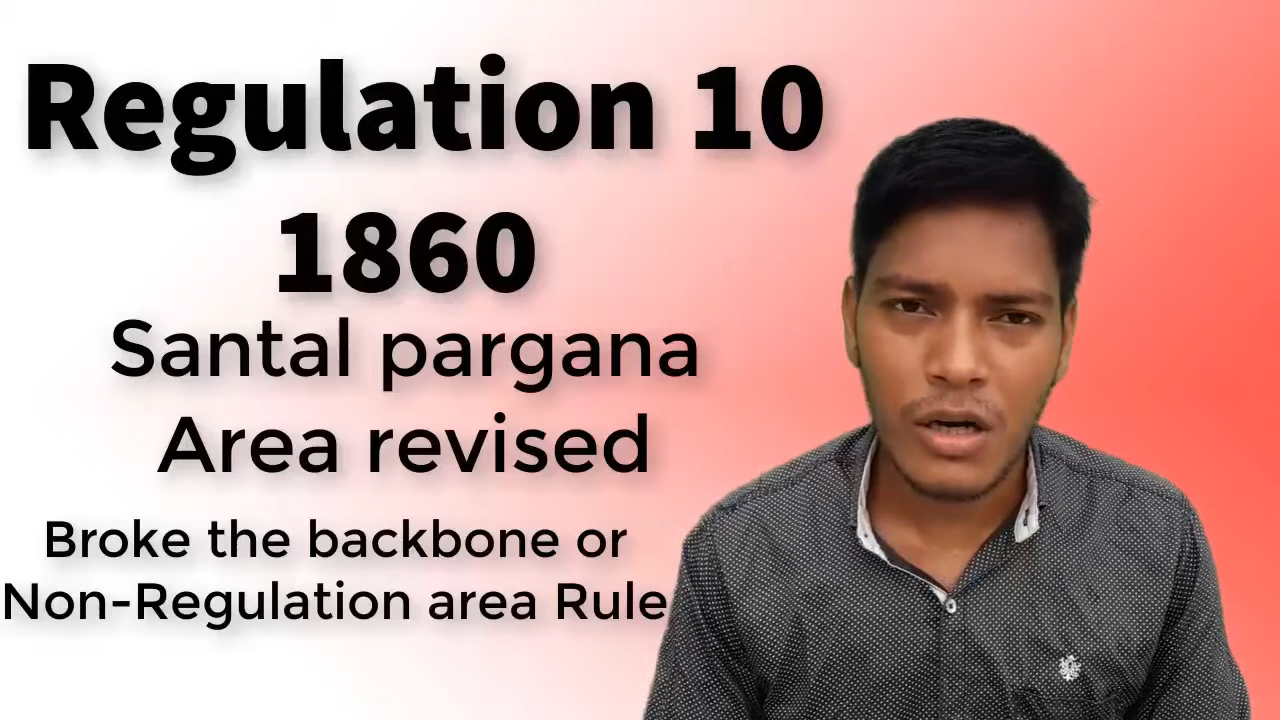 Regulation 10
1860
Santal pargana
Area revised
Broke the backbone or
Non-Regulation area Rule